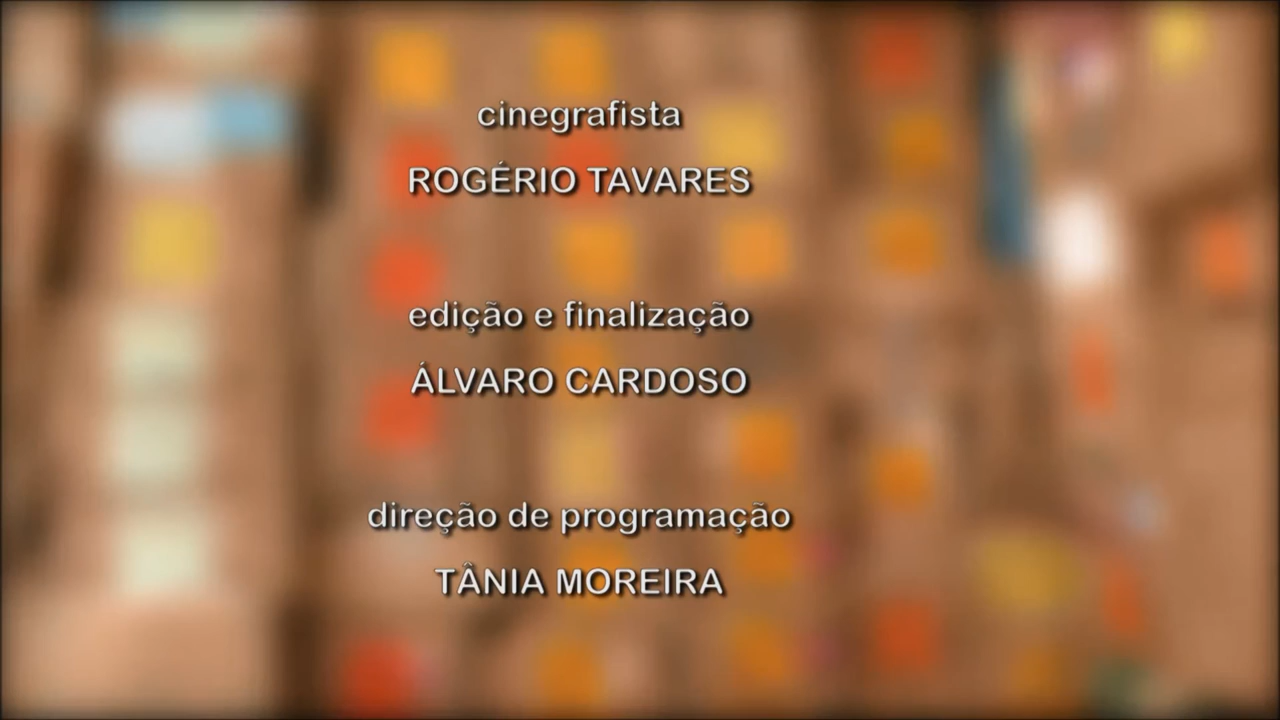 cinegrafista
ROGÉRIO TAVARES
edição e finalização
ÁLVARO CARDOSO
direção de programação
TÂNIA MOREIRA